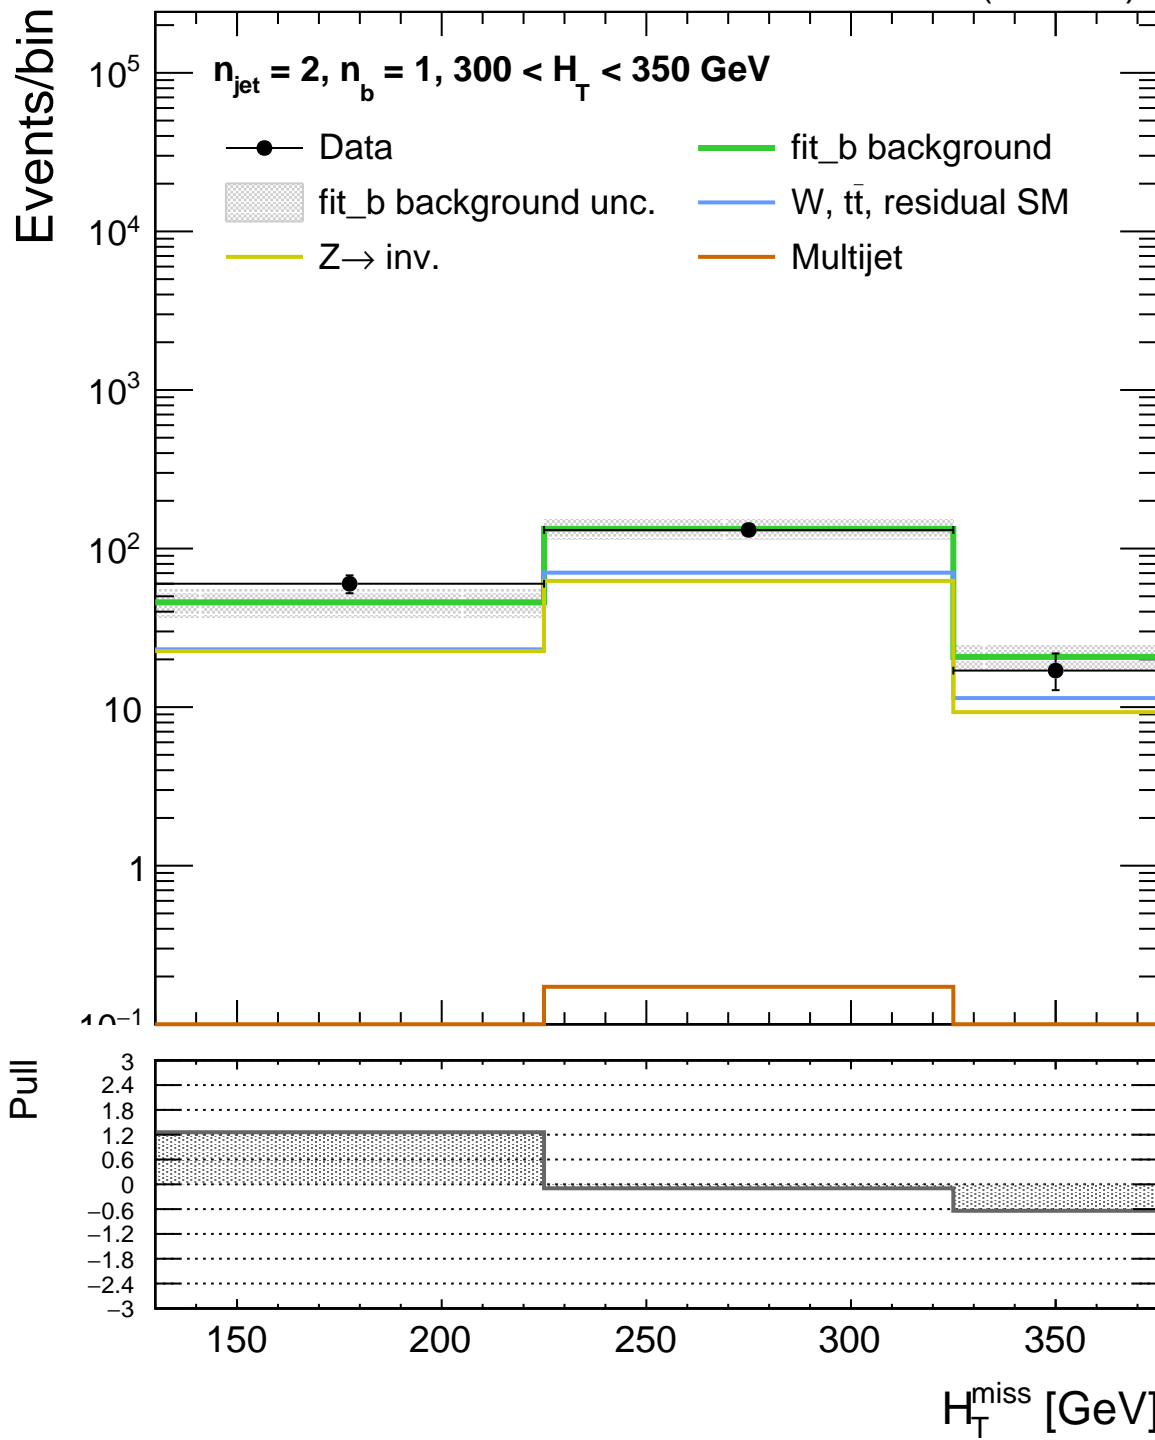 Events/bin
n_jet = 2, n_b = 1, 300 < H_T < 350 GeV
Data
fit_b background
fit_b background unc.
W, tt̄, residual SM
Z→ inv.
Multijet
10^5
10^4
10^3
10^2
10
1
10^−1
Pull
3
2.4
1.8
1.2
0.6
0
−0.6
−1.2
−1.8
−2.4
−3
150 200 250 300 350
H_T^miss [GeV]